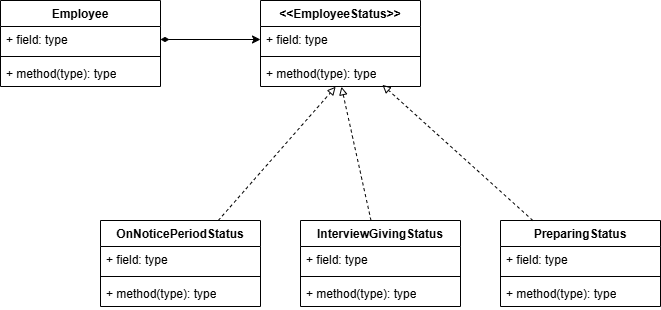 Employee
+ field: type
+ method(type): type
<<EmployeeStatus>>
+ field: type
+ method(type): type
OnNoticePeriodStatus
+ field: type
+ method(type): type
InterviewGivingStatus
+ field: type
+ method(type): type
PreparingStatus
+ field: type
+ method(type): type